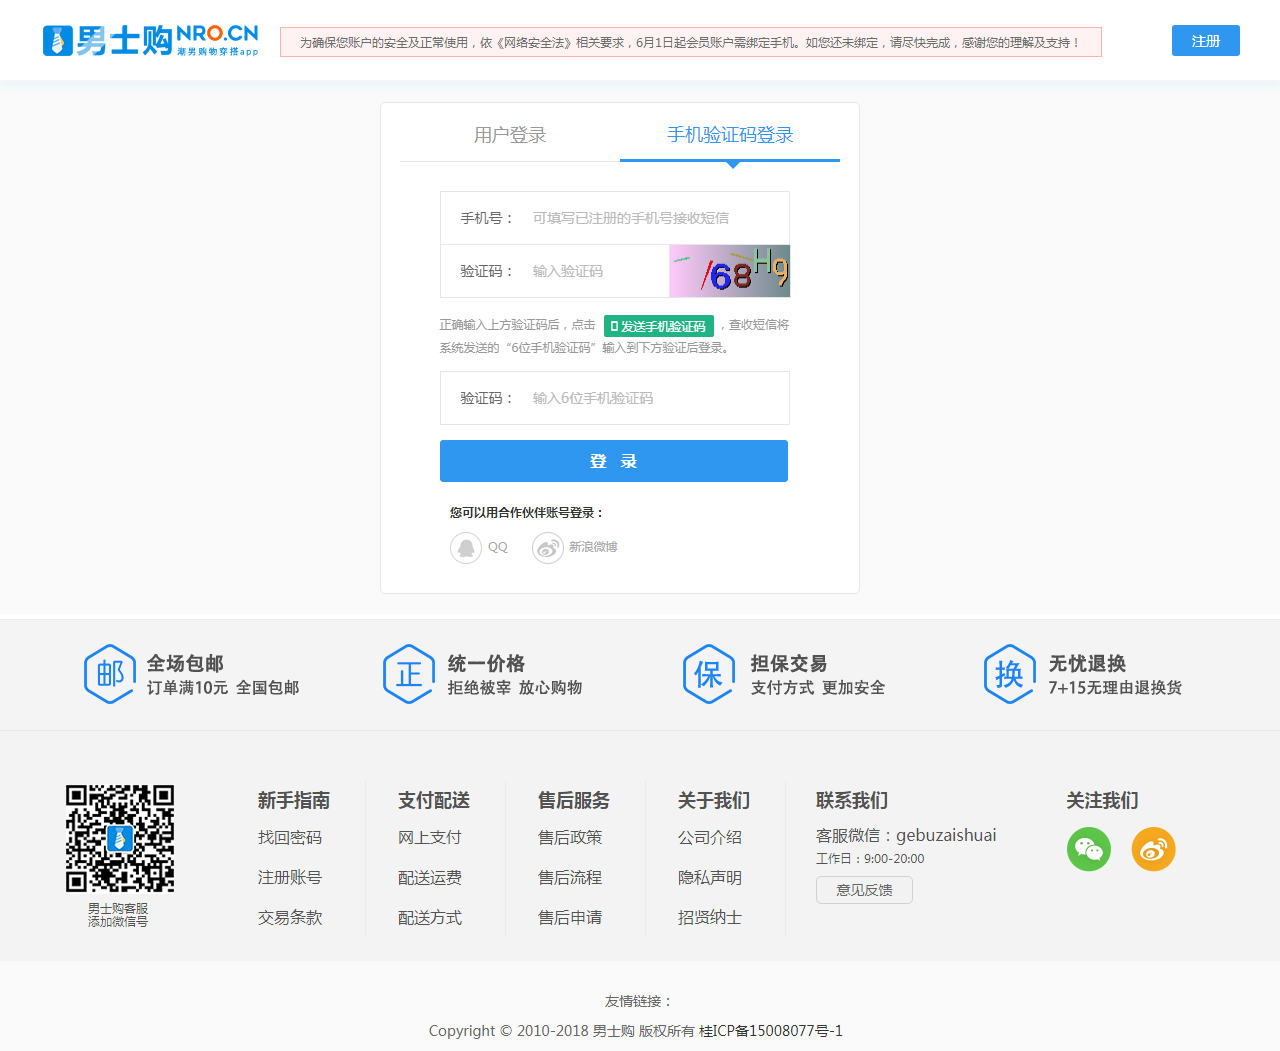 男士购 NRO.CN
潮男购物穿搭app
为确保您账户的安全及正常使用，依《网络安全法》相关要求，6月1日起会员账户需绑定手机。如您还未绑定，请尽快完成，感谢您的理解及支持！
注册
用户登录
手机验证码登录
手机号： 可填写已注册的手机号接收短信
验证码： 输入验证码
68Hg
正确输入上方验证码后，点击 发送手机验证码 ，查收短信将
系统发送的“6位手机验证码”输入到下方验证后登录。
验证码： 输入6位手机验证码
登 录
您可以用合作伙伴账号登录：
QQ 新浪微博
邮 全场包邮
订单满10元 全国包邮
正 统一价格
拒绝被宰 放心购物
保 担保交易
支付方式 更加安全
换 无忧退换
7+15无理由退换货
男士购客服
添加微信号
新手指南
找回密码
注册账号
交易条款
支付配送
网上支付
配送运费
配送方式
售后服务
售后政策
售后流程
售后申请
关于我们
公司介绍
隐私声明
招贤纳士
联系我们
客服微信：gebuzaishuai
工作日：9:00-20:00
意见反馈
关注我们
友情链接：
Copyright © 2010-2018 男士购 版权所有 桂ICP备15008077号-1